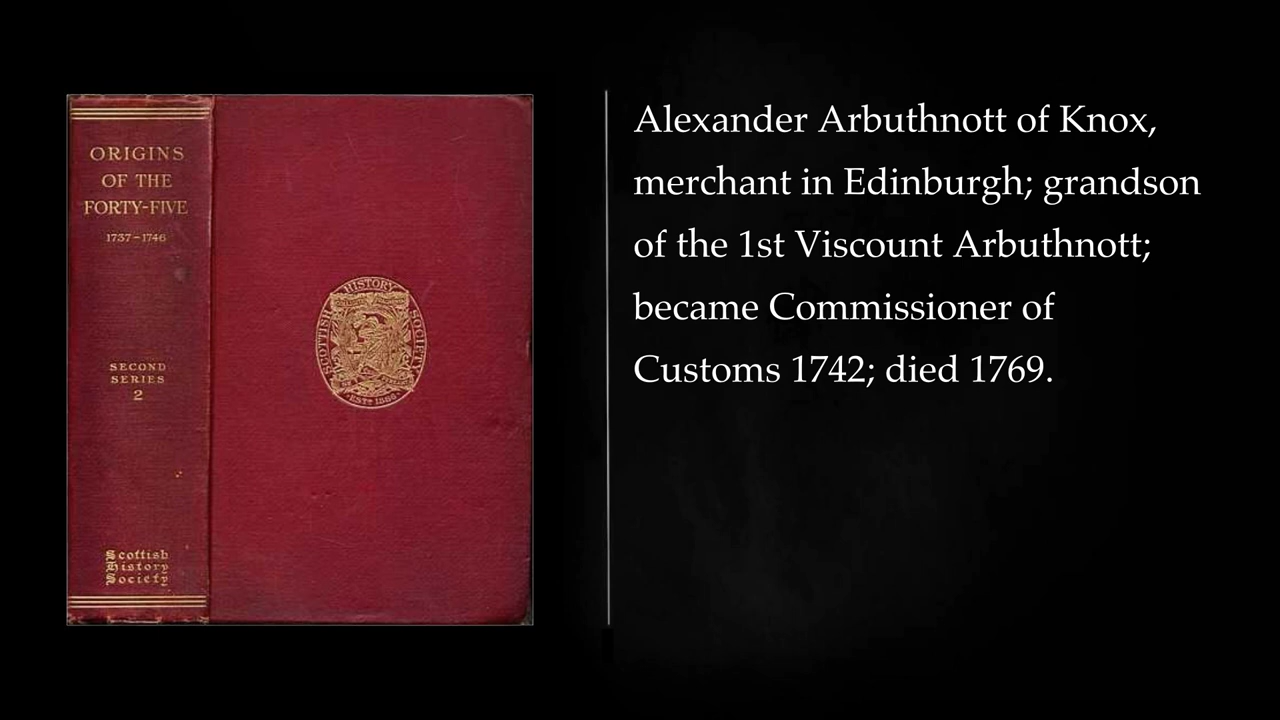 ORIGINS
OF THE
FORTY-FIVE
1737-1746
SECOND
SERIES
2
Scottish
History
Society
SCOTTISH HISTORY SOCIETY
·ESTD 1886·
Alexander Arbuthnott of Knox,
merchant in Edinburgh; grandson
of the 1st Viscount Arbuthnott;
became Commissioner of
Customs 1742; died 1769.